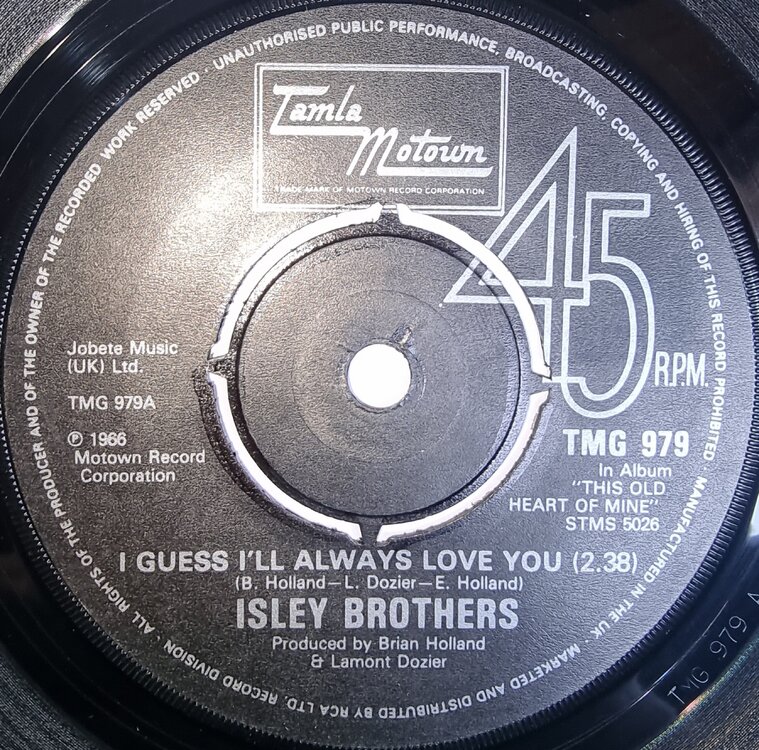 WORK RESERVED · UNAUTHORISED PUBLIC PERFORMANCE, BROADCASTING, COPYING AND HIRING OF THIS RECORD PROHIBITED · MANUFACTURED IN THE UK · MARKETED AND DISTRIBUTED BY RCA LTD. RECORD DIVISION · ALL RIGHTS OF THE PRODUCER AND OF THE OWNER OF THE RECORDED
Tamla
Motown
TRADE MARK OF MOTOWN RECORD CORPORATION
45
R.P.M.
Jobete Music
(UK) Ltd.
TMG 979A
℗ 1966
Motown Record
Corporation
TMG 979
In Album
"THIS OLD
HEART OF MINE"
STMS 5026
I GUESS I'LL ALWAYS LOVE YOU (2.38)
(B. Holland–L. Dozier–E. Holland)
ISLEY BROTHERS
Produced by Brian Holland
& Lamont Dozier
TMG 979 A